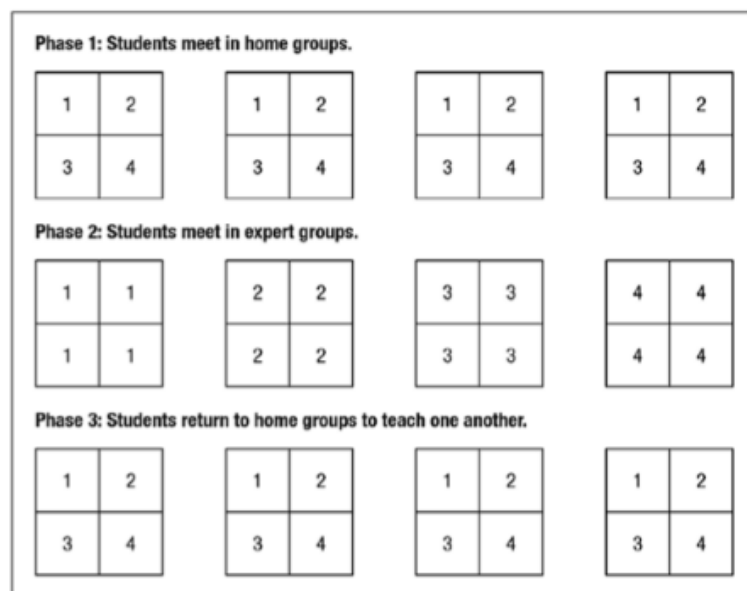 Phase 1: Students meet in home groups.
1 2 1 2 1 2 1 2
3 4 3 4 3 4 3 4
Phase 2: Students meet in expert groups.
1 1 2 2 3 3 4 4
1 1 2 2 3 3 4 4
Phase 3: Students return to home groups to teach one another.
1 2 1 2 1 2 1 2
3 4 3 4 3 4 3 4